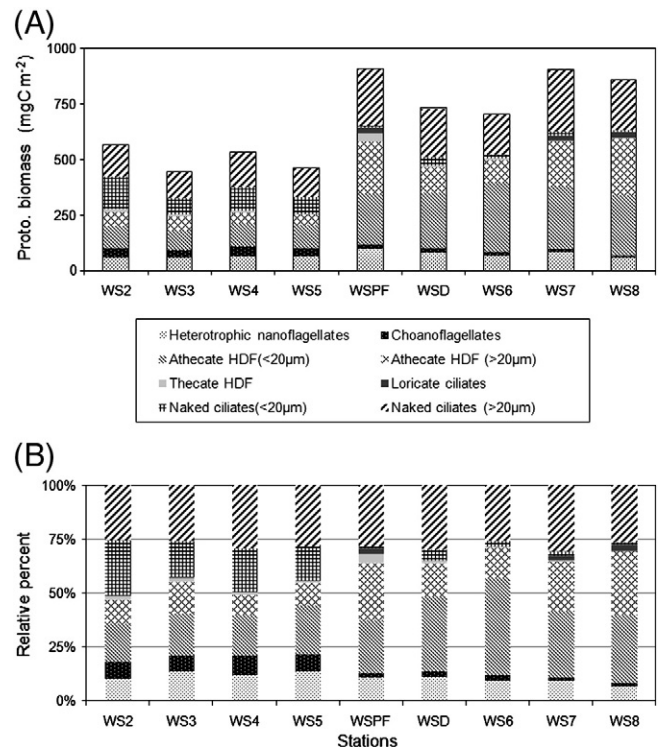 (A)
1000
750
500
250
0
Proto. biomass (mgCm⁻²)
WS2 WS3 WS4 WS5 WSPF WSD WS6 WS7 WS8
Heterotrophic nanoflagellates Choanoflagellates
Athecate HDF(<20µm) Athecate HDF (>20µm)
Thecate HDF Loricate ciliates
Naked ciliates(<20µm) Naked ciliates (>20µm)
(B)
100%
75%
50%
25%
0%
Relative percent
WS2 WS3 WS4 WS5 WSPF WSD WS6 WS7 WS8
Stations